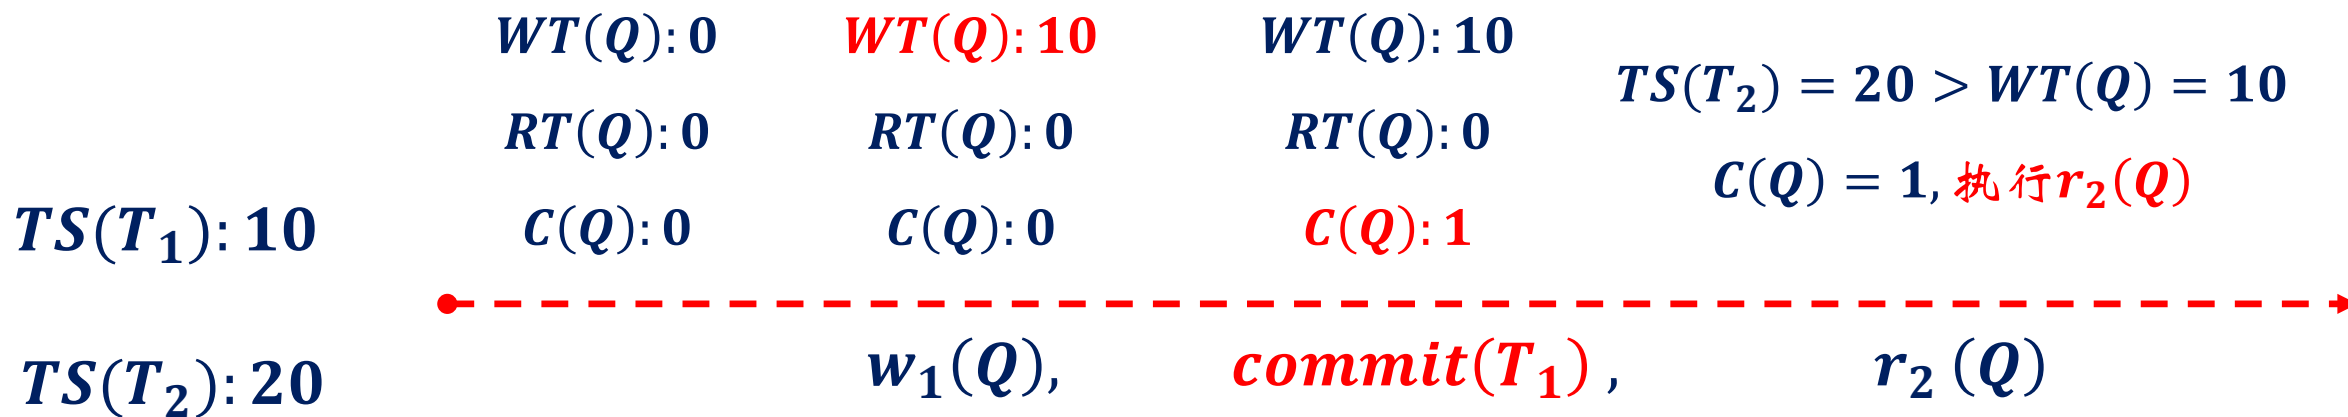 WT(Q): 0 WT(Q): 10 WT(Q): 10
TS(T₂) = 20 > WT(Q) = 10
RT(Q): 0 RT(Q): 0 RT(Q): 0
C(Q) = 1, 执行r₂(Q)
TS(T₁): 10 C(Q): 0 C(Q): 0 C(Q): 1
TS(T₂): 20 w₁(Q), commit(T₁) , r₂ (Q)